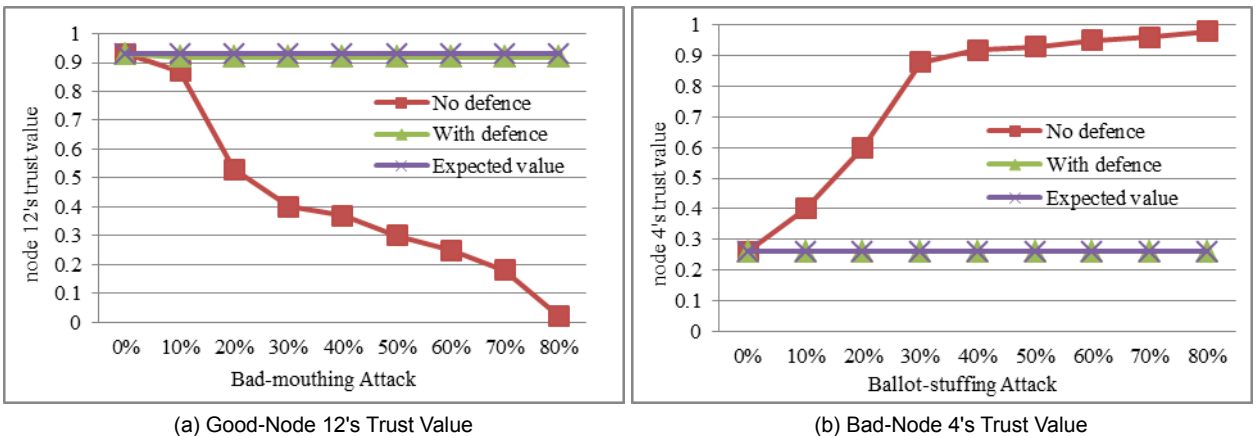 1
0.9
0.8
0.7
0.6
0.5
0.4
0.3
0.2
0.1
0
node 12's trust value
No defence
With defence
Expected value
0% 10% 20% 30% 40% 50% 60% 70% 80%
Bad-mouthing Attack
(a) Good-Node 12's Trust Value
1
0.9
0.8
0.7
0.6
0.5
0.4
0.3
0.2
0.1
0
node 4's trust value
No defence
With defence
Expected value
0% 10% 20% 30% 40% 50% 60% 70% 80%
Ballot-stuffing Attack
(b) Bad-Node 4's Trust Value